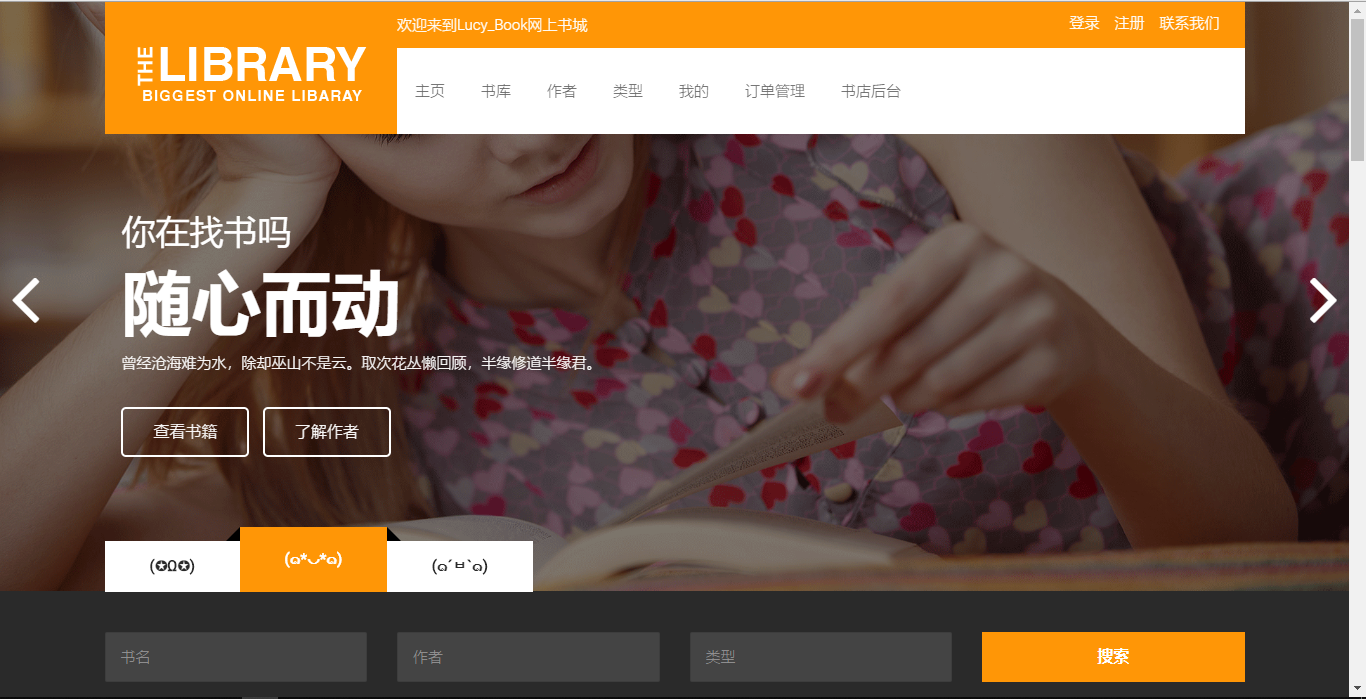 欢迎来到Lucy_Book网上书城
登录 注册 联系我们
THE LIBRARY
BIGGEST ONLINE LIBARAY
主页 书库 作者 类型 我的 订单管理 书店后台
你在找书吗
随心而动
曾经沧海难为水，除却巫山不是云。取次花丛懒回顾，半缘修道半缘君。
查看书籍 了解作者
(✪Ω✪) (ฅ*◡*ฅ) (ฅ´ㅂ`ฅ)
书名 作者 类型 搜索